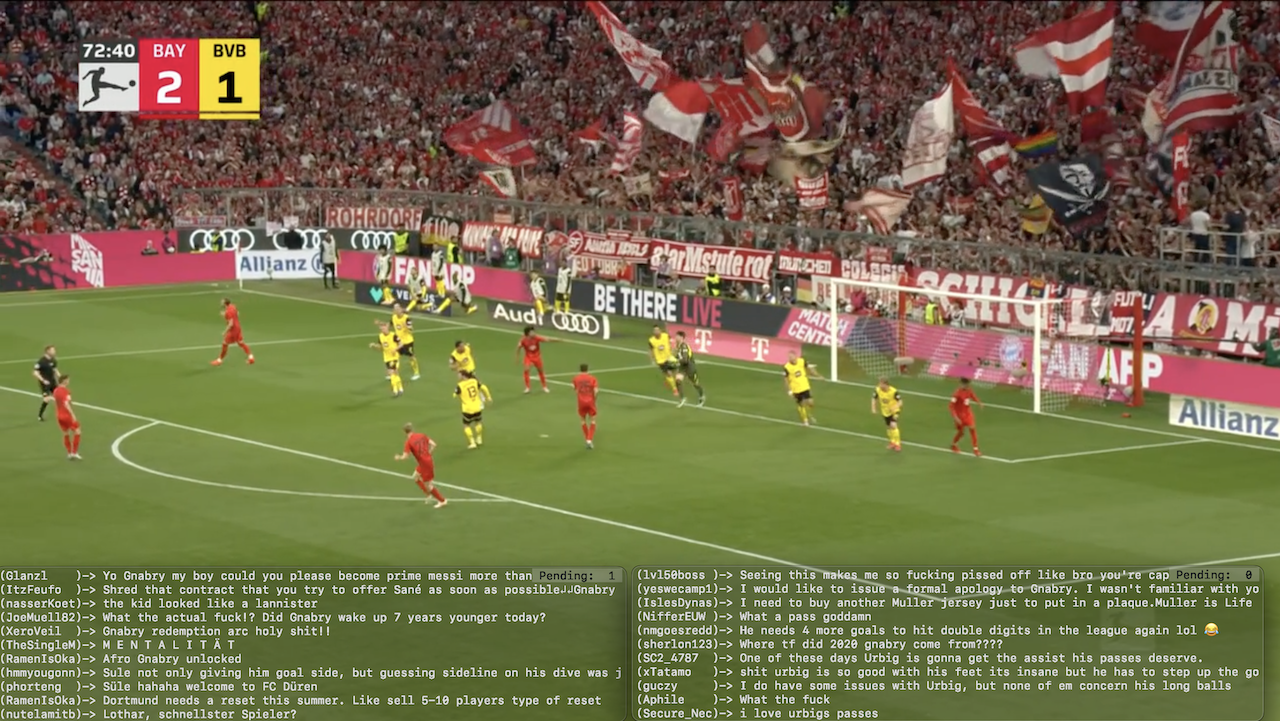 72:40 BAY BVB
2 1
ROHRDORF
Audi
Allianz
FAN
APP
BE THERE LIVE
MATCH
CENTER
T T
FAN APP
Allianz
(Glanzl )-> Yo Gnabry my boy could you please become prime messi more than Pending: 1
(ItzFeufo )-> Shred that contract that you try to offer Sané as soon as possible↲↲Gnabry
(nasserKoet)-> the kid looked like a lannister
(JoeMuell82)-> What the actual fuck!? Did Gnabry wake up 7 years younger today?
(XeroVeil )-> Gnabry redemption arc holy shit!!
(TheSingleM)-> M E N T A L I T Ä T
(RamenIsOka)-> Afro Gnabry unlocked
(hmmyougonn)-> Sule not only giving him goal side, but guessing sideline on his dive was j
(phorteng )-> Süle hahaha welcome to FC Düren
(RamenIsOka)-> Dortmund needs a reset this summer. Like sell 5-10 players type of reset
(nutelamitb)-> Lothar, schnellster Spieler?
(lvl50boss )-> Seeing this makes me so fucking pissed off like bro you're cap Pending: 0
(yeswecamp1)-> I would like to issue a formal apology to Gnabry. I wasn't familiar with yo
(IslesDynas)-> I need to buy another Muller jersey just to put in a plaque.Muller is Life
(NifferEUW )-> What a pass goddamn
(nmgoesredd)-> He needs 4 more goals to hit double digits in the league again lol 😂
(sherlon123)-> Where tf did 2020 gnabry come from????
(SC2_4787 )-> One of these days Urbig is gonna get the assist his passes deserve.
(xTatamo )-> shit urbig is so good with his feet its insane but he has to step up the go
(guczy )-> I do have some issues with Urbig, but none of em concern his long balls
(Aphile )-> What the fuck
(Secure_Nec)-> i love urbigs passes